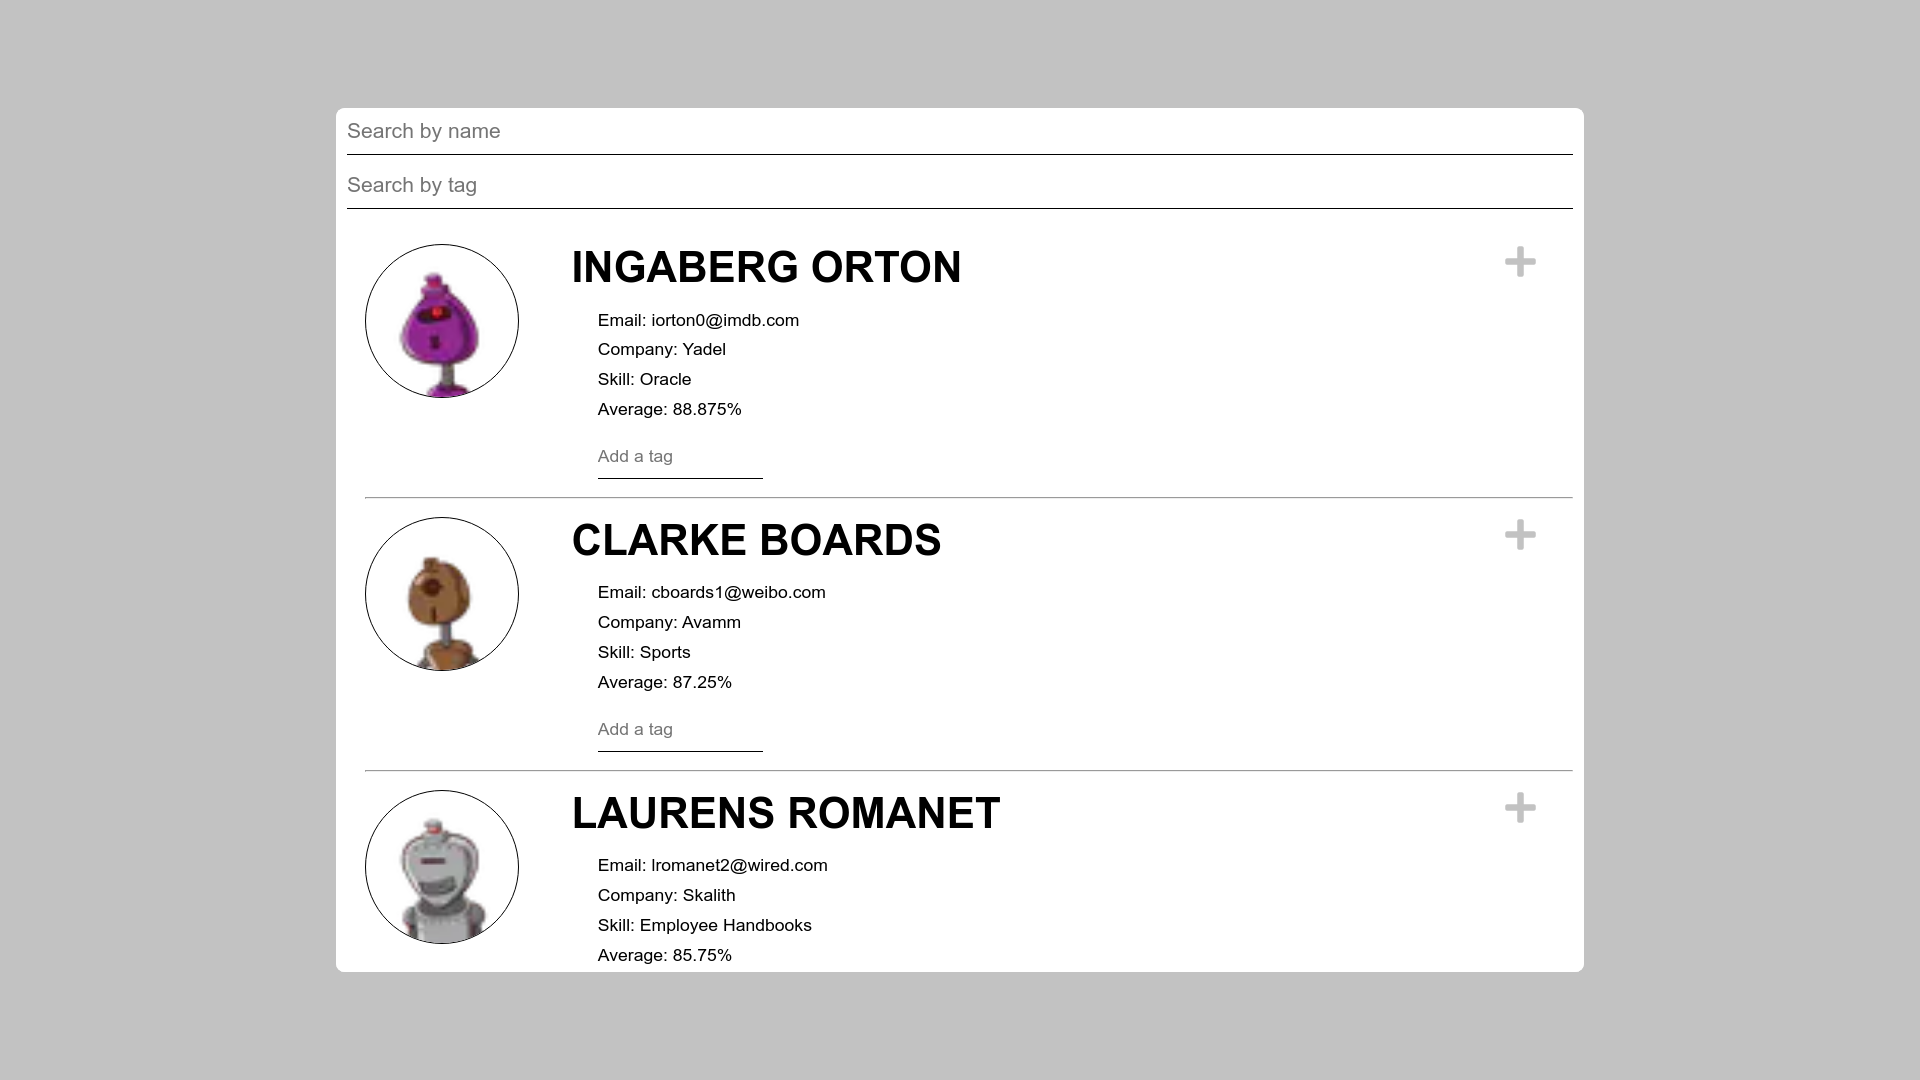 Search by name
Search by tag
INGABERG ORTON
Email: iorton0@imdb.com
Company: Yadel
Skill: Oracle
Average: 88.875%
Add a tag
CLARKE BOARDS
Email: cboards1@weibo.com
Company: Avamm
Skill: Sports
Average: 87.25%
Add a tag
LAURENS ROMANET
Email: lromanet2@wired.com
Company: Skalith
Skill: Employee Handbooks
Average: 85.75%